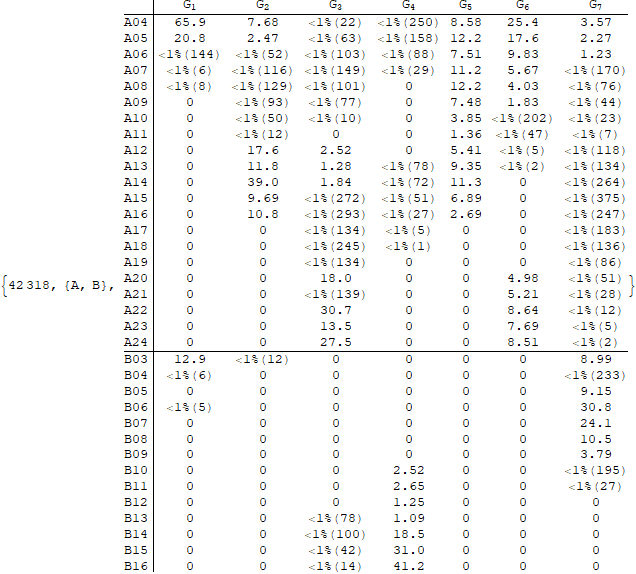 G1 G2 G3 G4 G5 G6 G7
A04 65.9 7.68 <1%(22) <1%(250) 8.58 25.4 3.57
A05 20.8 2.47 <1%(63) <1%(158) 12.2 17.6 2.27
A06 <1%(144) <1%(52) <1%(103) <1%(88) 7.51 9.83 1.23
A07 <1%(6) <1%(116) <1%(149) <1%(29) 11.2 5.67 <1%(170)
A08 <1%(8) <1%(129) <1%(101) 0 12.2 4.03 <1%(76)
A09 0 <1%(93) <1%(77) 0 7.48 1.83 <1%(44)
A10 0 <1%(50) <1%(10) 0 3.85 <1%(202) <1%(23)
A11 0 <1%(12) 0 0 1.36 <1%(47) <1%(7)
A12 0 17.6 2.52 0 5.41 <1%(5) <1%(118)
A13 0 11.8 1.28 <1%(78) 9.35 <1%(2) <1%(134)
A14 0 39.0 1.84 <1%(72) 11.3 0 <1%(264)
A15 0 9.69 <1%(272) <1%(51) 6.89 0 <1%(375)
A16 0 10.8 <1%(293) <1%(27) 2.69 0 <1%(247)
A17 0 0 <1%(134) <1%(5) 0 0 <1%(183)
A18 0 0 <1%(245) <1%(1) 0 0 <1%(136)
A19 0 0 <1%(134) 0 0 0 <1%(86)
A20 0 0 18.0 0 0 4.98 <1%(51)
{42318, {A, B}, A21 0 0 <1%(139) 0 0 5.21 <1%(28) }
A22 0 0 30.7 0 0 8.64 <1%(12)
A23 0 0 13.5 0 0 7.69 <1%(5)
A24 0 0 27.5 0 0 8.51 <1%(2)
B03 12.9 <1%(12) 0 0 0 0 8.99
B04 <1%(6) 0 0 0 0 0 <1%(233)
B05 0 0 0 0 0 0 9.15
B06 <1%(5) 0 0 0 0 0 30.8
B07 0 0 0 0 0 0 24.1
B08 0 0 0 0 0 0 10.5
B09 0 0 0 0 0 0 3.79
B10 0 0 0 2.52 0 0 <1%(195)
B11 0 0 0 2.65 0 0 <1%(27)
B12 0 0 0 1.25 0 0 0
B13 0 0 <1%(78) 1.09 0 0 0
B14 0 0 <1%(100) 18.5 0 0 0
B15 0 0 <1%(42) 31.0 0 0 0
B16 0 0 <1%(14) 41.2 0 0 0